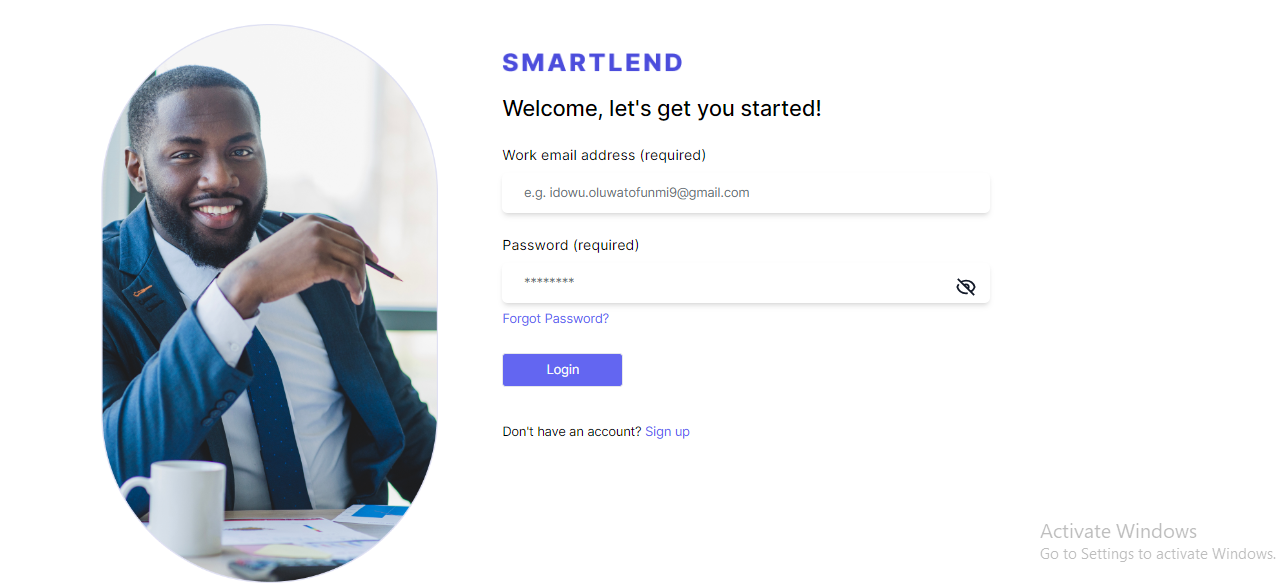 SMARTLEND
Welcome, let's get you started!
Work email address (required)
e.g. idowu.oluwatofunmi9@gmail.com
Password (required)
********
Forgot Password?
Login
Don't have an account? Sign up
Activate Windows
Go to Settings to activate Windows.